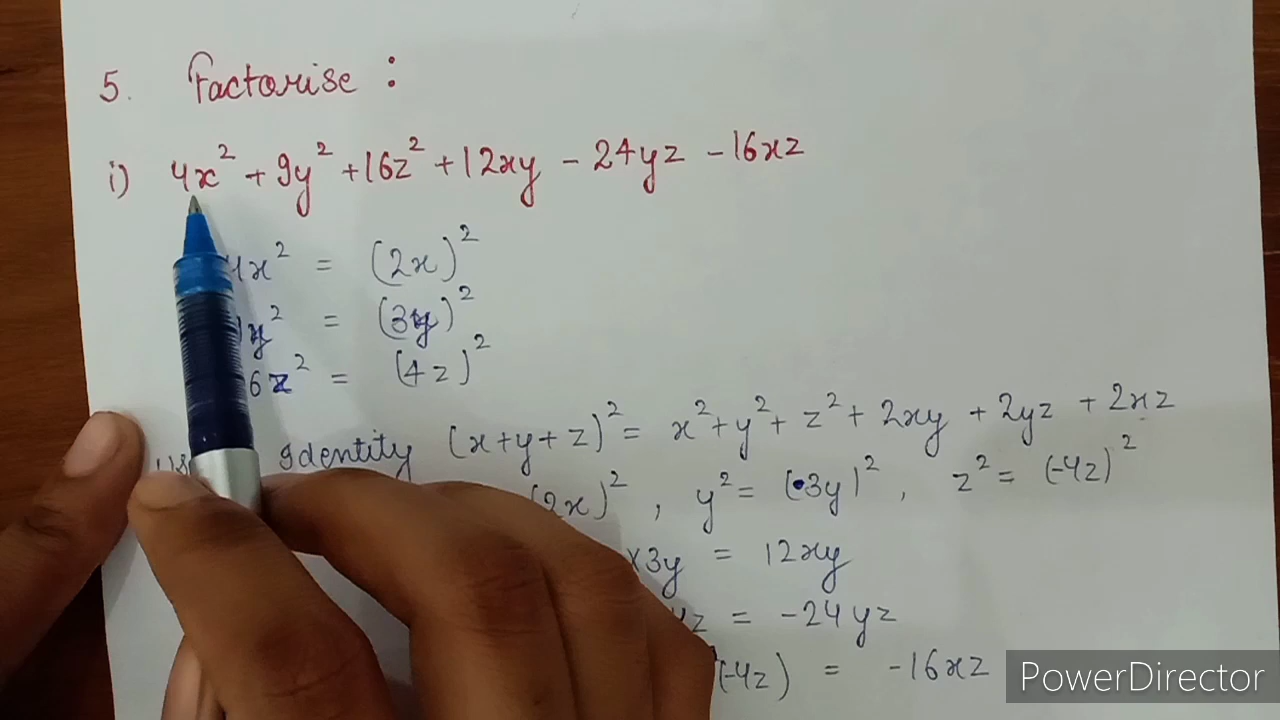 5. Factorise :
i) 4x² + 9y² + 16z² + 12xy - 24yz - 16xz
4x² = (2x)²
y² = (3y)²
6z² = (4z)²
Identity (x+y+z)² = x² + y² + z² + 2xy + 2yz + 2xz
(2x)² , y² = (3y)² , z² = (-4z)²
x3y = 12xy
yz = -24yz
(-4z) = -16xz
PowerDirector